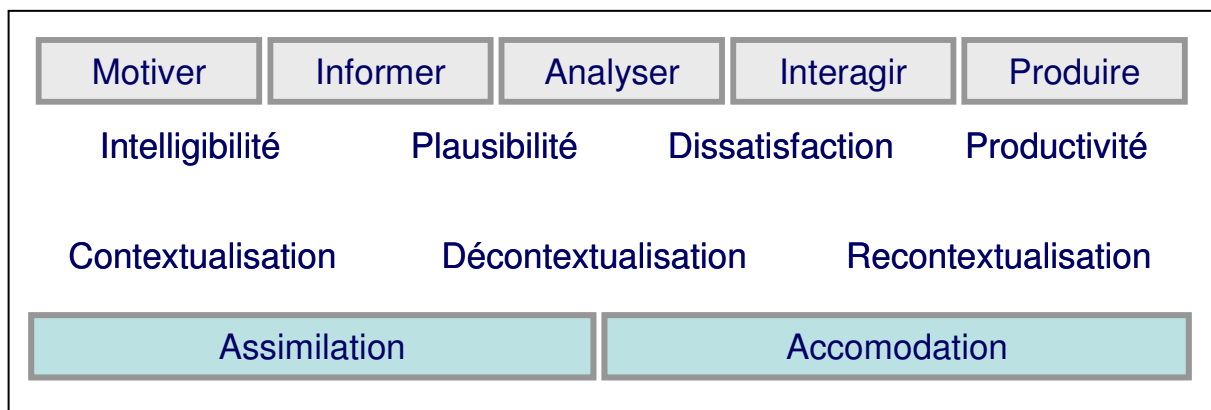 Motiver Informer Analyser Interagir Produire
Intelligibilité Plausibilité Dissatisfaction Productivité
Contextualisation Décontextualisation Recontextualisation
Assimilation Accomodation